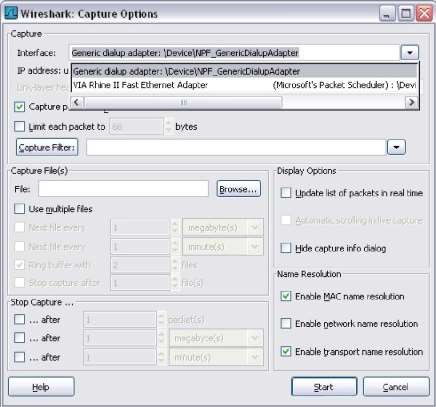 Wireshark: Capture Options
Capture
Interface: Generic dialup adapter: \Device\NPF_GenericDialupAdapter
IP address: u
Generic dialup adapter: \Device\NPF_GenericDialupAdapter
VIA Rhine II Fast Ethernet Adapter (Microsoft's Packet Scheduler) : \Devi
Link-layer hea
Capture p
Limit each packet to 68 bytes
Capture Filter:
Capture File(s)
File: Browse...
Use multiple files
Next file every 1 megabyte(s)
Next file every 1 minute(s)
Ring buffer with 2 files
Stop capture after 1 file(s)
Stop Capture ...
... after 1 packet(s)
... after 1 megabyte(s)
... after 1 minute(s)
Display Options
Update list of packets in real time
Automatic scrolling in live capture
Hide capture info dialog
Name Resolution
Enable MAC name resolution
Enable network name resolution
Enable transport name resolution
Help
Start
Cancel